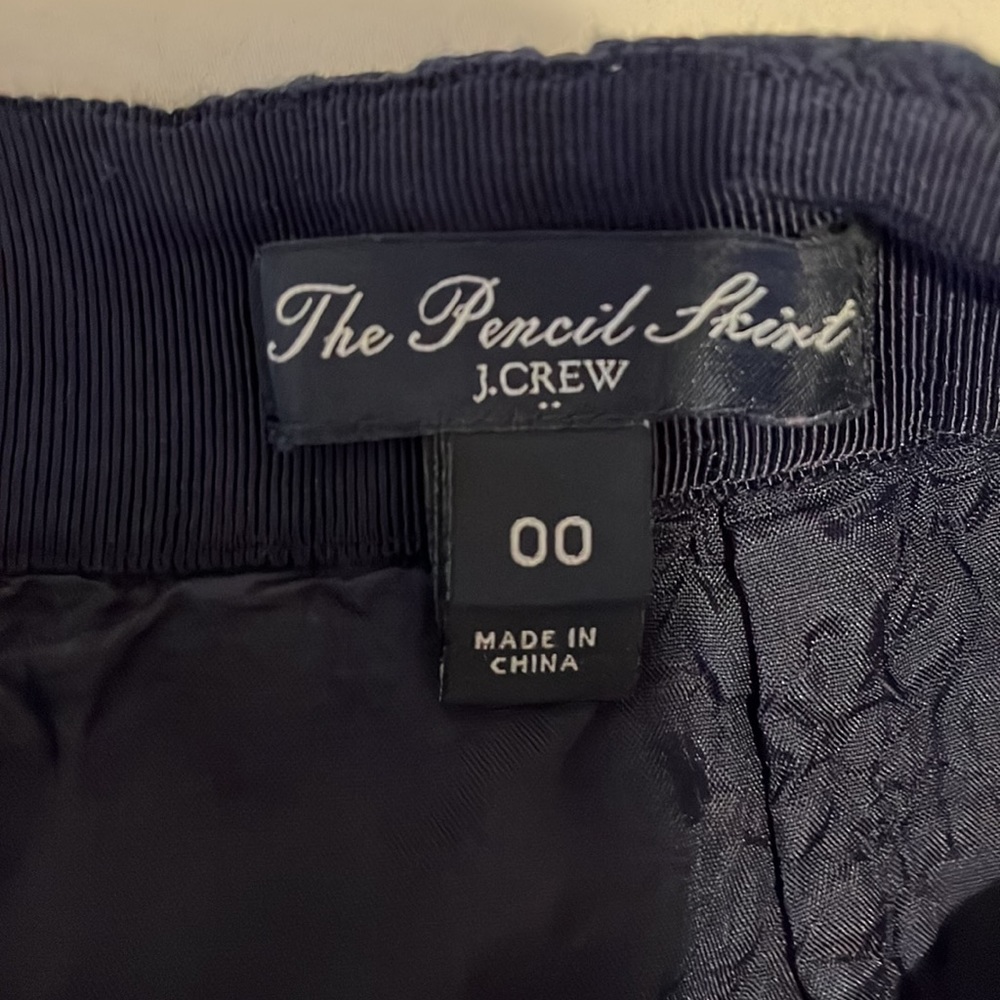 The Pencil Skirt
J.CREW
00
MADE IN
CHINA